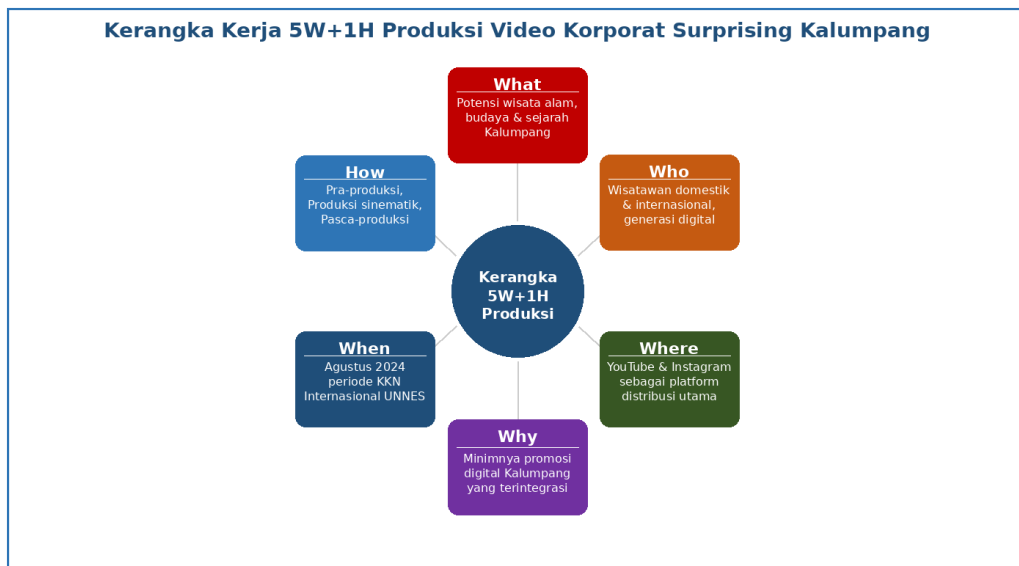 Kerangka Kerja 5W+1H Produksi Video Korporat Surprising Kalumpang
What
Potensi wisata alam,
budaya & sejarah
Kalumpang
How
Pra-produksi,
Produksi sinematik,
Pasca-produksi
Who
Wisatawan domestik
& internasional,
generasi digital
Kerangka
5W+1H
Produksi
When
Agustus 2024
periode KKN
Internasional UNNES
Where
YouTube & Instagram
sebagai platform
distribusi utama
Why
Minimnya promosi
digital Kalumpang
yang terintegrasi